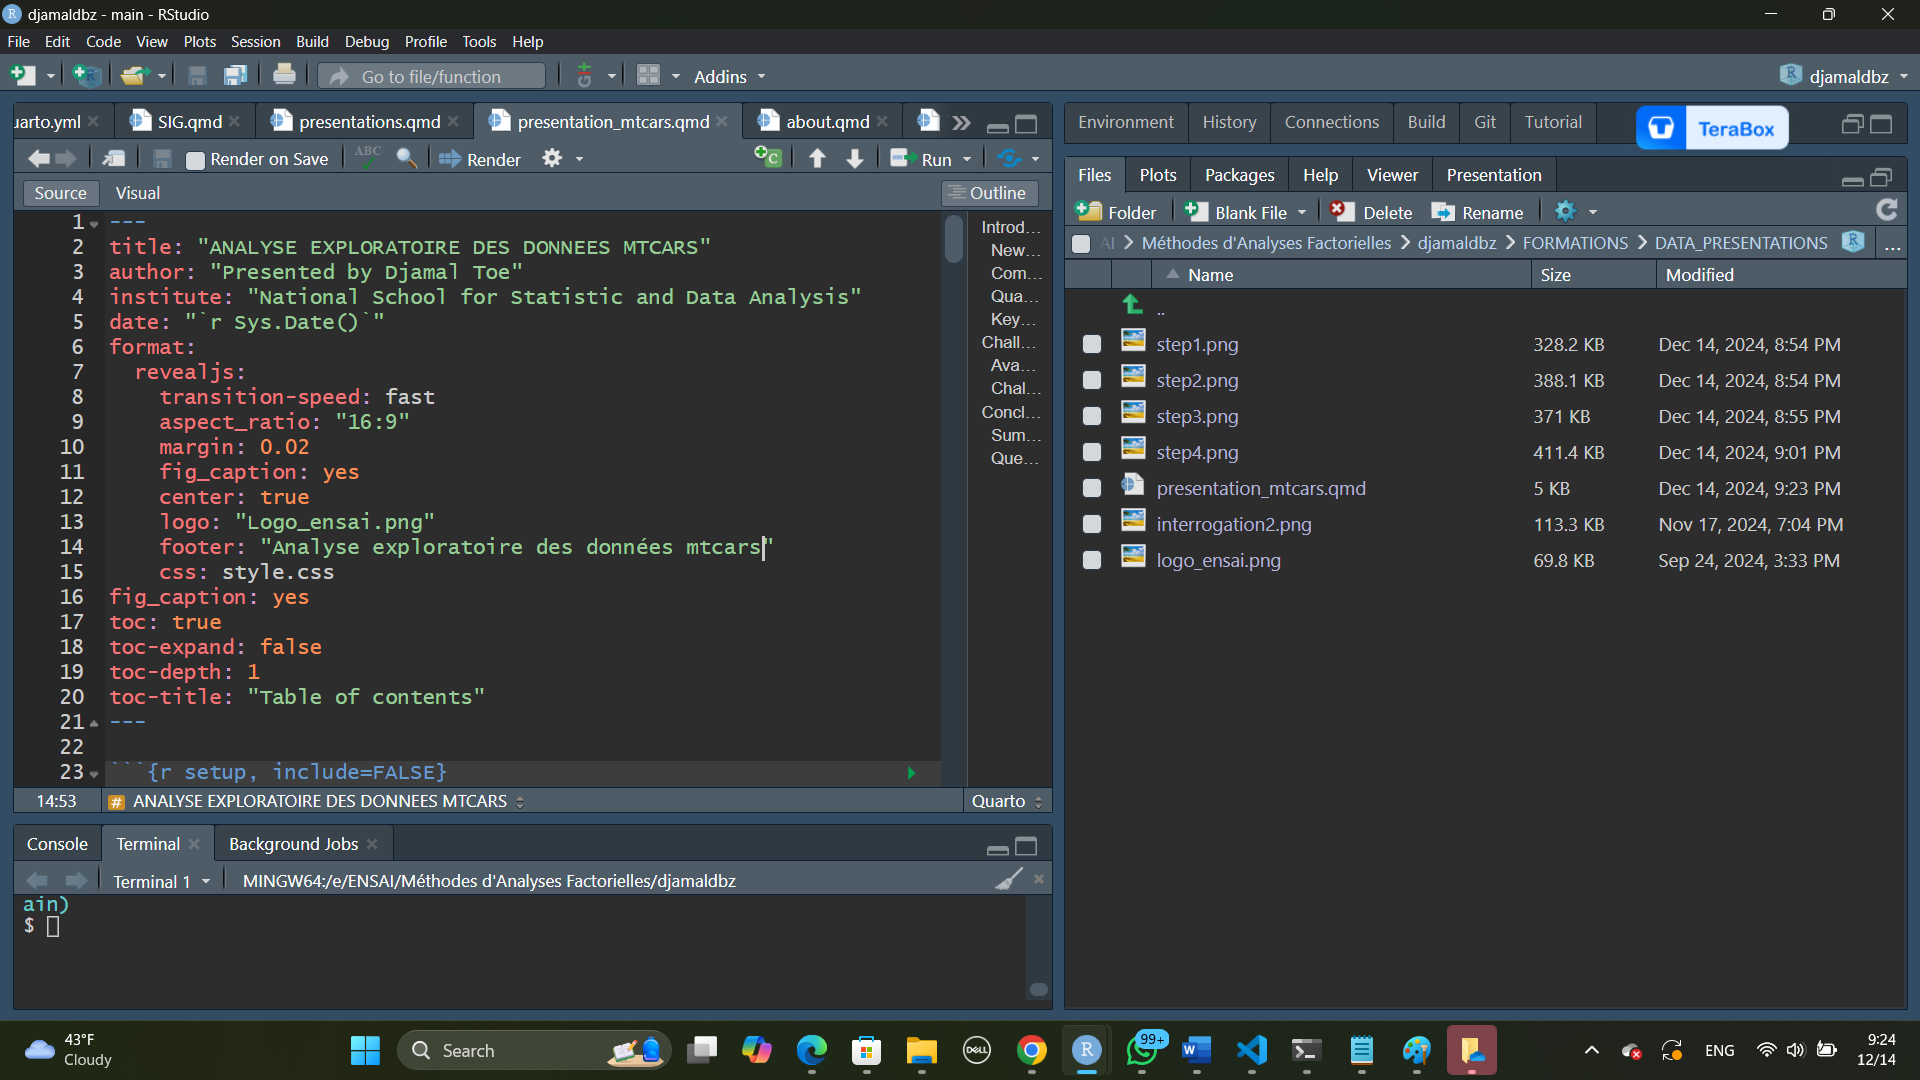 djamaldbz - main - RStudio
File Edit Code View Plots Session Build Debug Profile Tools Help
Go to file/function
Addins
djamaldbz
uarto.yml
SIG.qmd
presentations.qmd
presentation_mtcars.qmd
about.qmd
Render on Save
ABC
Render
Run
Source
Visual
Outline
1 ---
2 title: "ANALYSE EXPLORATOIRE DES DONNEES MTCARS"
3 author: "Presented by Djamal Toe"
4 institute: "National School for Statistic and Data Analysis"
5 date: "`r Sys.Date()`"
6 format:
7 revealjs:
8 transition-speed: fast
9 aspect_ratio: "16:9"
10 margin: 0.02
11 fig_caption: yes
12 center: true
13 logo: "Logo_ensai.png"
14 footer: "Analyse exploratoire des données mtcars"
15 css: style.css
16 fig_caption: yes
17 toc: true
18 toc-expand: false
19 toc-depth: 1
20 toc-title: "Table of contents"
21 ---
22
23 ```{r setup, include=FALSE}
Introd...
New...
Com...
Qua...
Key...
Chall...
Ava...
Chal...
Concl...
Sum...
Que...
14:53
# ANALYSE EXPLORATOIRE DES DONNEES MTCARS
Quarto
Console
Terminal
Background Jobs
Terminal 1
MINGW64:/e/ENSAI/Méthodes d'Analyses Factorielles/djamaldbz
ain)
$
Environment History Connections Build Git Tutorial
TeraBox
Files Plots Packages Help Viewer Presentation
Folder
Blank File
Delete
Rename
AI > Méthodes d'Analyses Factorielles > djamaldbz > FORMATIONS > DATA_PRESENTATIONS
...
Name Size Modified
..
step1.png 328.2 KB Dec 14, 2024, 8:54 PM
step2.png 388.1 KB Dec 14, 2024, 8:54 PM
step3.png 371 KB Dec 14, 2024, 8:55 PM
step4.png 411.4 KB Dec 14, 2024, 9:01 PM
presentation_mtcars.qmd 5 KB Dec 14, 2024, 9:23 PM
interrogation2.png 113.3 KB Nov 17, 2024, 7:04 PM
logo_ensai.png 69.8 KB Sep 24, 2024, 3:33 PM
43°F
Cloudy
Search
DELL
99+
ENG
9:24
12/14